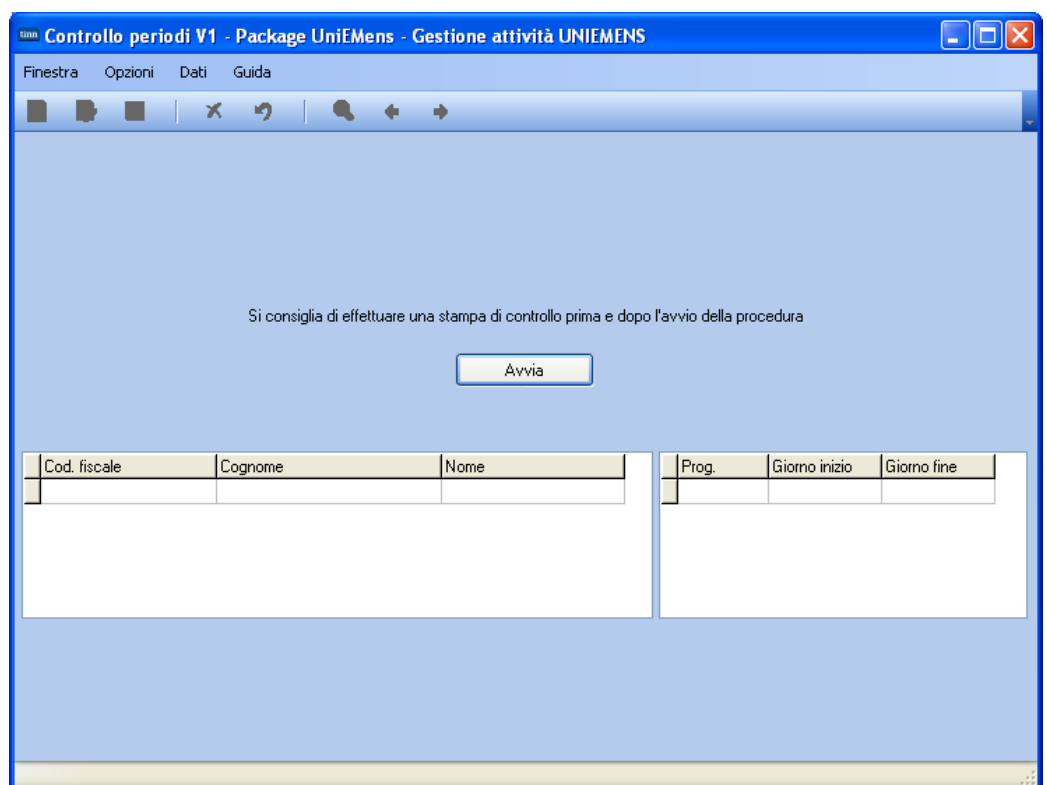 tinn Controllo periodi V1 - Package UniEMens - Gestione attività UNIEMENS
Finestra Opzioni Dati Guida
Si consiglia di effettuare una stampa di controllo prima e dopo l'avvio della procedura
Avvia
Cod. fiscale Cognome Nome Prog. Giorno inizio Giorno fine